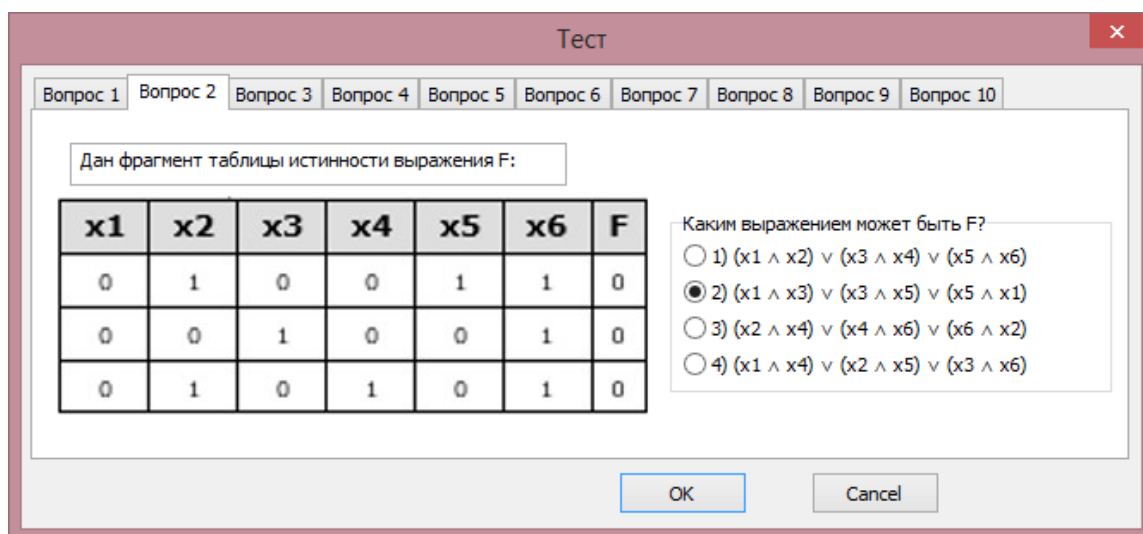 Тест
Вопрос 1 Вопрос 2 Вопрос 3 Вопрос 4 Вопрос 5 Вопрос 6 Вопрос 7 Вопрос 8 Вопрос 9 Вопрос 10
Дан фрагмент таблицы истинности выражения F:
x1 x2 x3 x4 x5 x6 F
0 1 0 0 1 1 0
0 0 1 0 0 1 0
0 1 0 1 0 1 0
Каким выражением может быть F?
1) (x1 ∧ x2) ∨ (x3 ∧ x4) ∨ (x5 ∧ x6)
2) (x1 ∧ x3) ∨ (x3 ∧ x5) ∨ (x5 ∧ x1)
3) (x2 ∧ x4) ∨ (x4 ∧ x6) ∨ (x6 ∧ x2)
4) (x1 ∧ x4) ∨ (x2 ∧ x5) ∨ (x3 ∧ x6)
OK Cancel